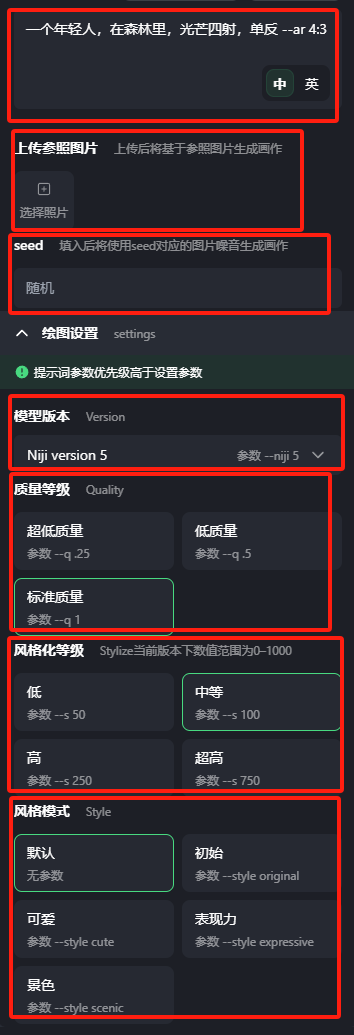 一个年轻人，在森林里，光芒四射，单反 --ar 4:3
中 英
上传参照图片 上传后将基于参照图片生成画作
选择照片
seed 填入后将使用seed对应的图片噪音生成画作
随机
绘图设置 settings
提示词参数优先级高于设置参数
模型版本 Version
Niji version 5 参数 --niji 5
质量等级 Quality
超低质量 低质量
参数 --q .25 参数 --q .5
标准质量
参数 --q 1
风格化等级 Stylize当前版本下数值范围为0–1000
低 中等
参数 --s 50 参数 --s 100
高 超高
参数 --s 250 参数 --s 750
风格模式 Style
默认 初始
无参数 参数 --style original
可爱 表现力
参数 --style cute 参数 --style expressive
景色
参数 --style scenic